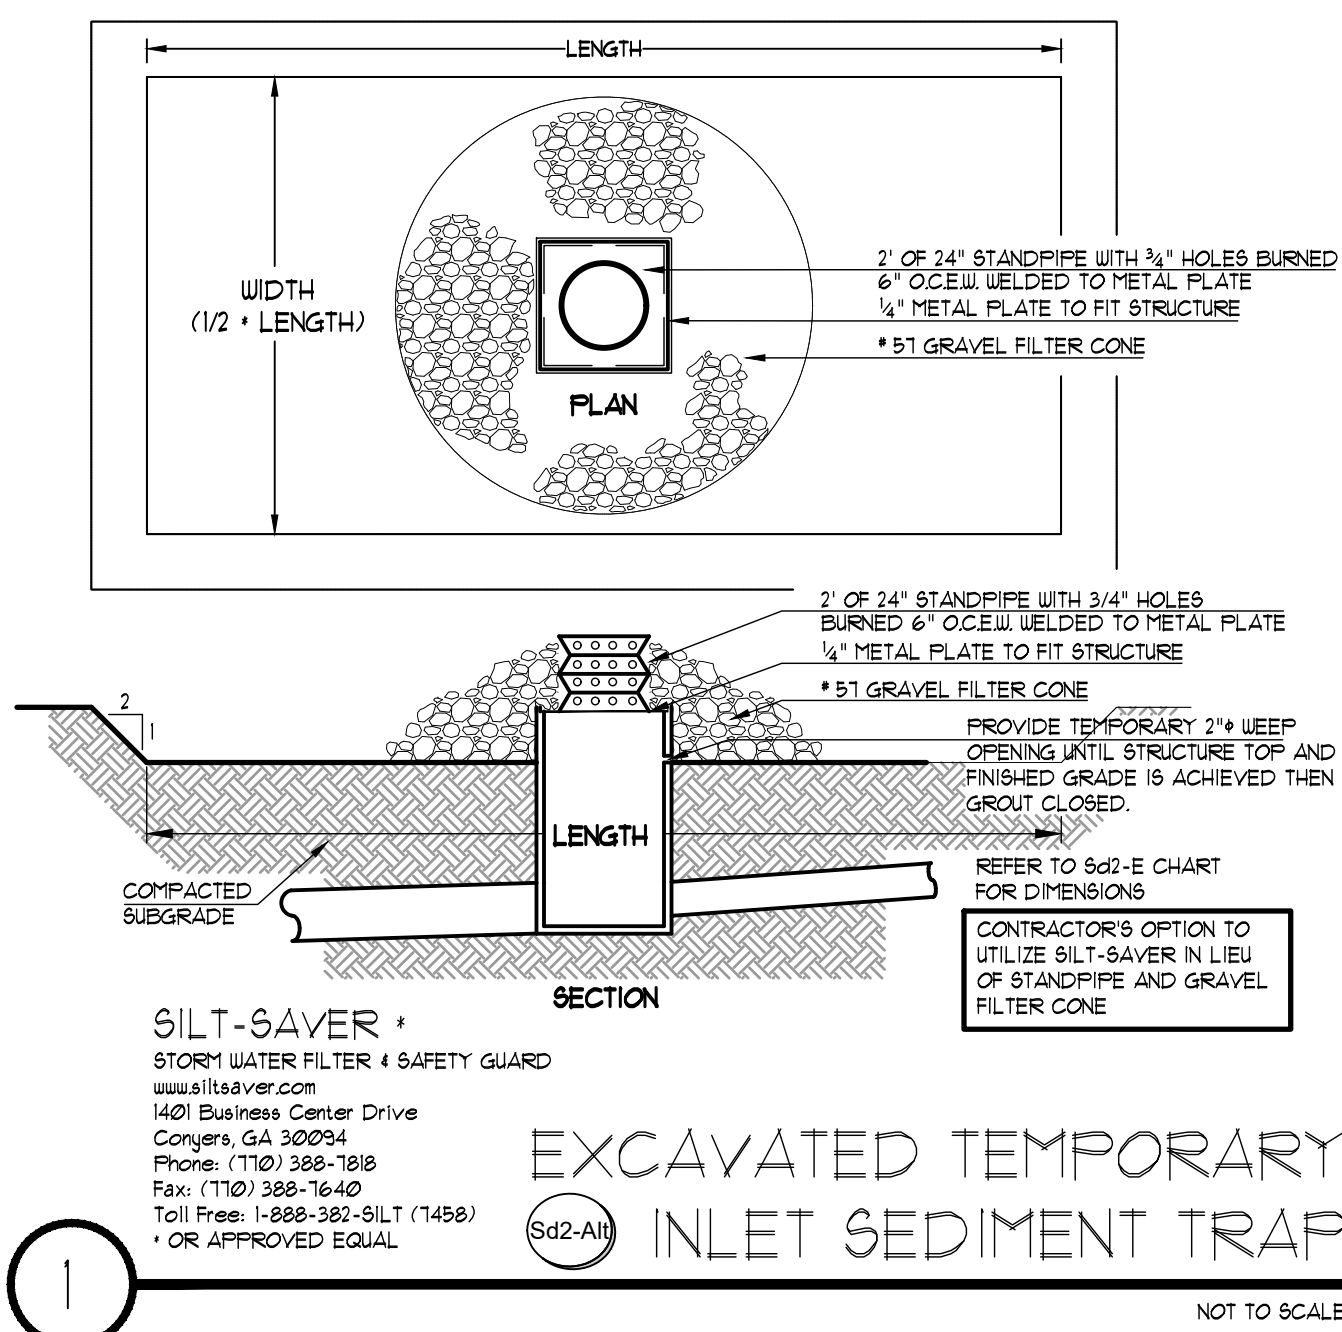 LENGTH
WIDTH
(1/2 * LENGTH)
2' OF 24" STANDPIPE WITH ¾" HOLES BURNED
6" O.C.E.W. WELDED TO METAL PLATE
¼" METAL PLATE TO FIT STRUCTURE
#57 GRAVEL FILTER CONE
PLAN
2' OF 24" STANDPIPE WITH 3/4" HOLES
BURNED 6" O.C.E.W. WELDED TO METAL PLATE
¼" METAL PLATE TO FIT STRUCTURE
#57 GRAVEL FILTER CONE
2
1
PROVIDE TEMPORARY 2"ϕ WEEP
OPENING UNTIL STRUCTURE TOP AND
FINISHED GRADE IS ACHIEVED THEN
GROUT CLOSED.
LENGTH
COMPACTED
SUBGRADE
REFER TO Sd2-E CHART
FOR DIMENSIONS
CONTRACTOR'S OPTION TO
UTILIZE SILT-SAVER IN LIEU
OF STANDPIPE AND GRAVEL
FILTER CONE
SECTION
SILT-SAVER *
STORM WATER FILTER & SAFETY GUARD
www.siltsaver.com
1401 Business Center Drive
Conyers, GA 30094
Phone: (770) 388-7818
Fax: (770) 388-7640
Toll Free: 1-888-382-SILT (7458)
* OR APPROVED EQUAL
EXCAVATED TEMPORARY
Sd2-Alt
INLET SEDIMENT TRAP
1
NOT TO SCALE